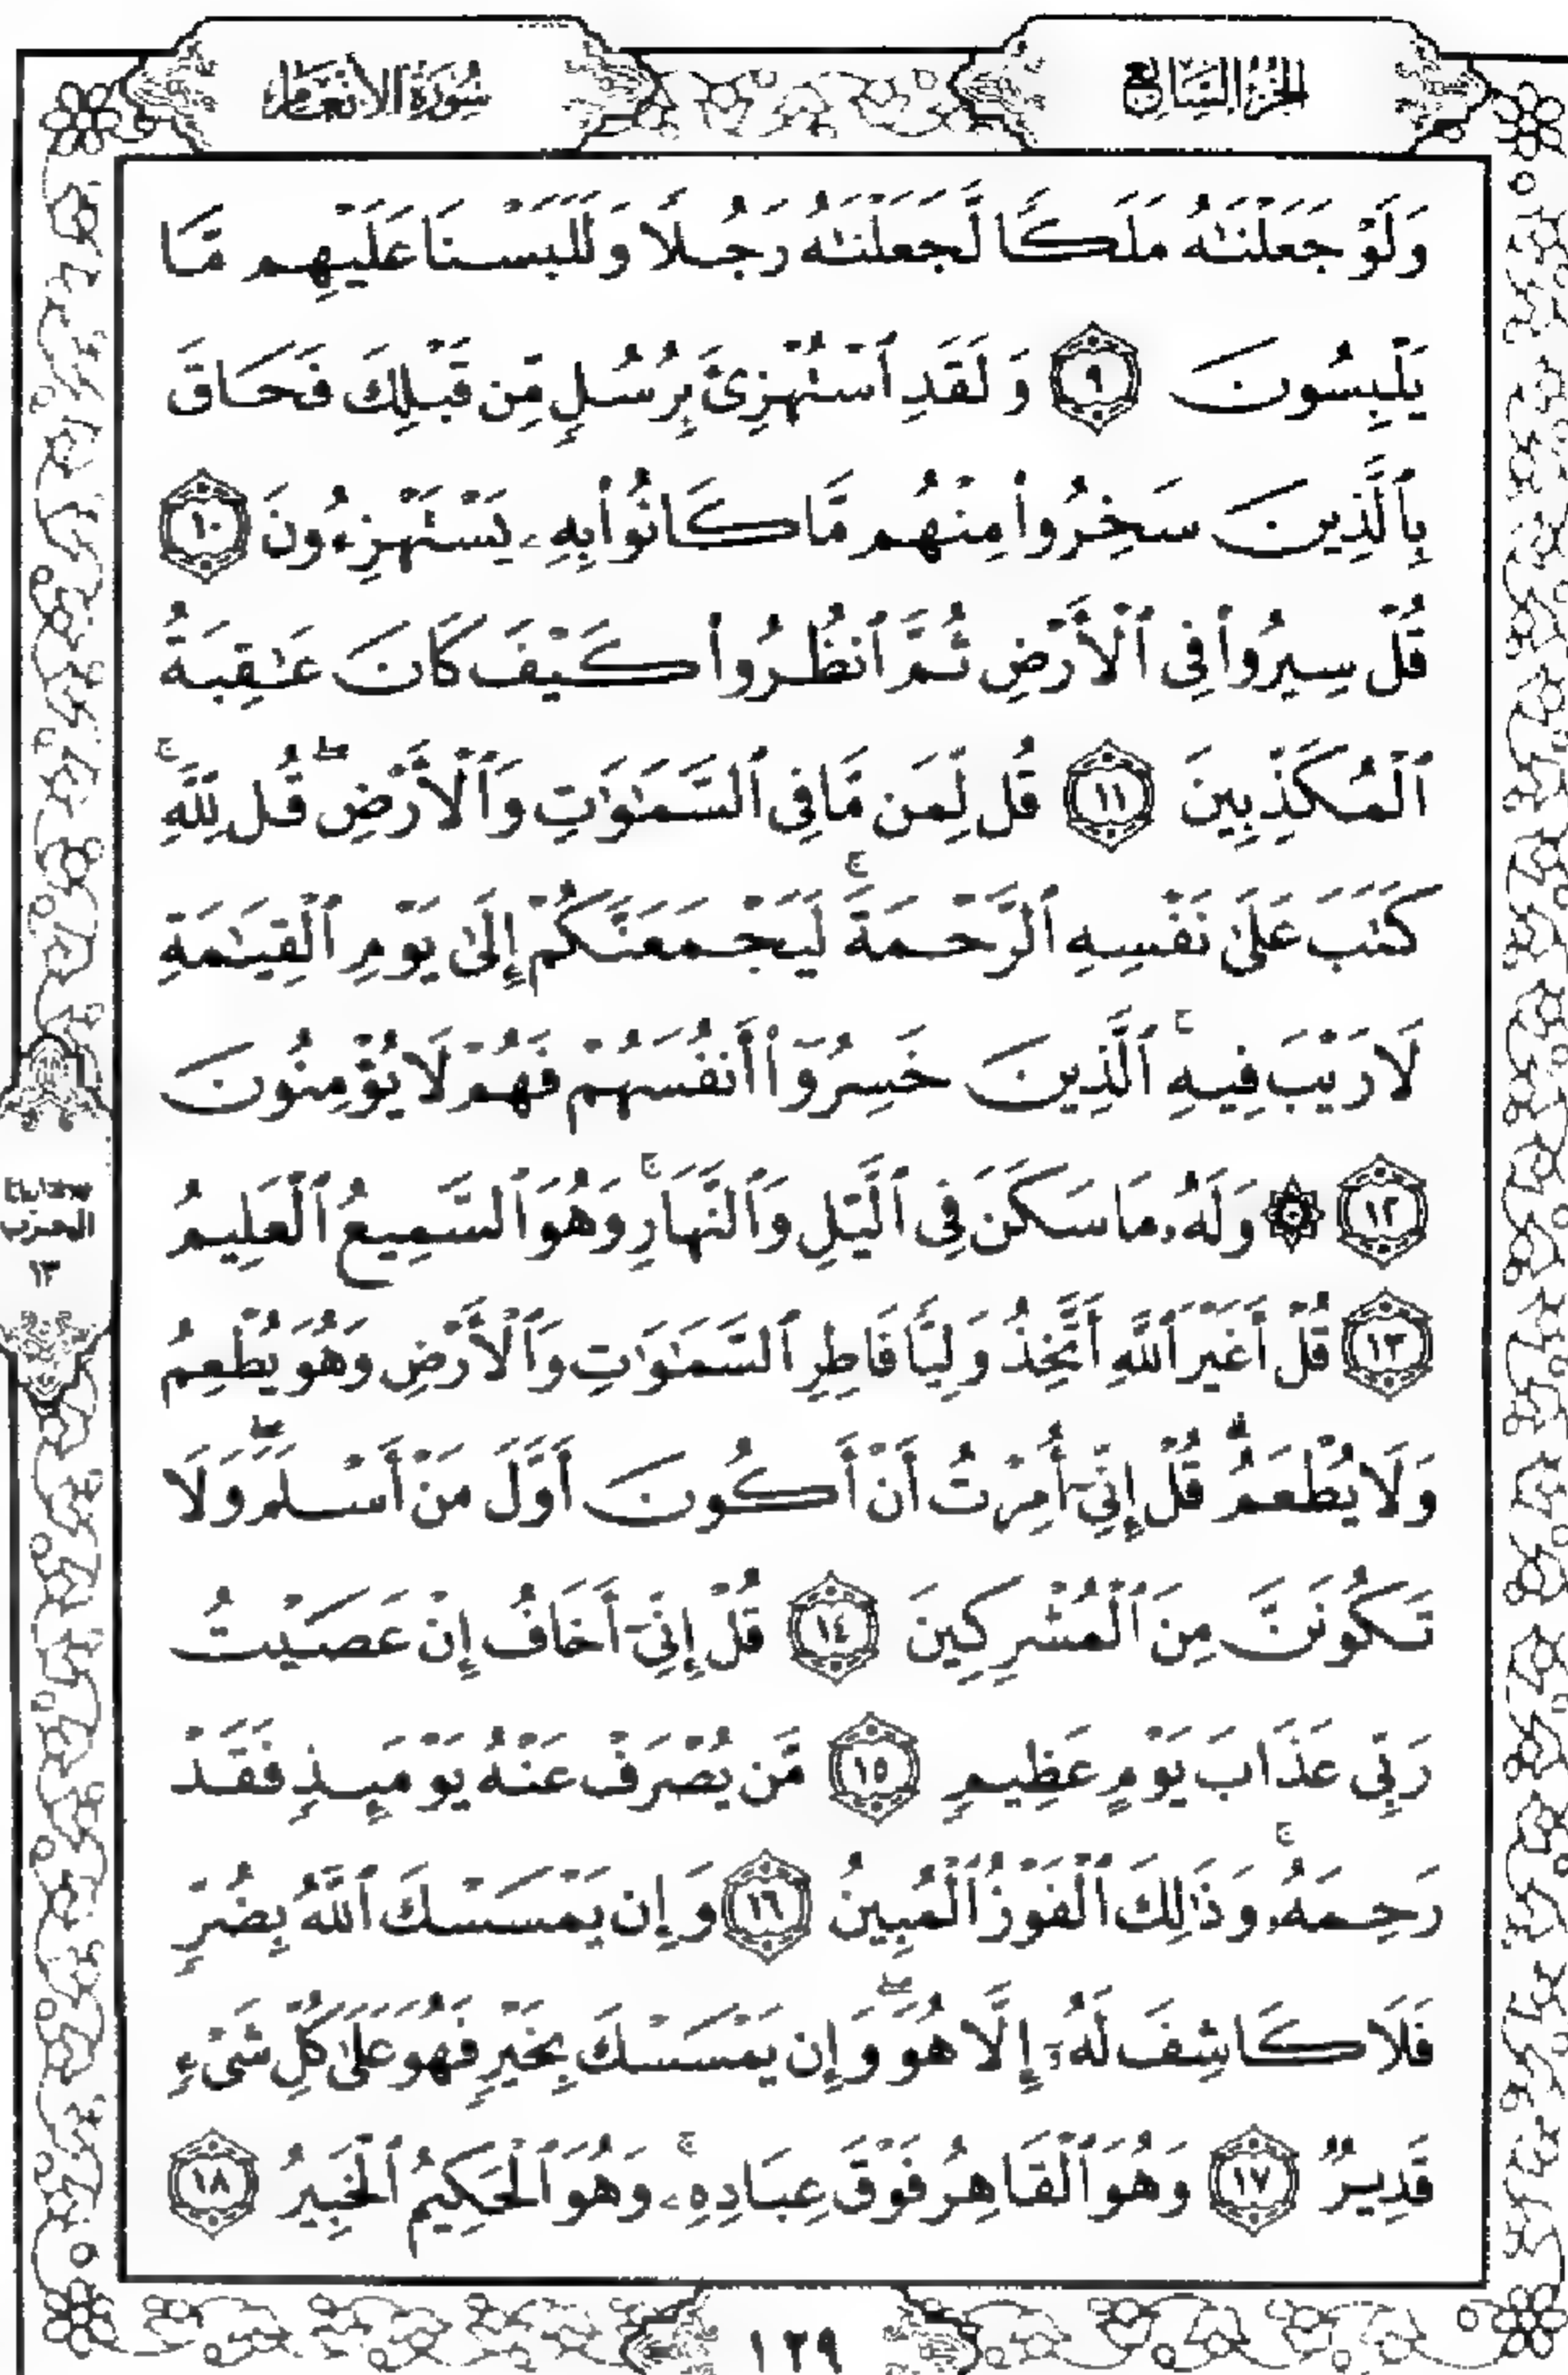 الجزء السابع
سورة الأنعام
وَلَوْ جَعَلْنَٰهُ مَلَكًا لَّجَعَلْنَٰهُ رَجُلًا وَلَلَبَسْنَا عَلَيْهِم مَّا
يَلْبِسُونَ ٩ وَلَقَدِ ٱسْتُهْزِئَ بِرُسُلٍ مِّن قَبْلِكَ فَحَاقَ
بِٱلَّذِينَ سَخِرُوا۟ مِنْهُم مَّا كَانُوا۟ بِهِۦ يَسْتَهْزِءُونَ ١٠
قُلْ سِيرُوا۟ فِى ٱلْأَرْضِ ثُمَّ ٱنظُرُوا۟ كَيْفَ كَانَ عَٰقِبَةُ
ٱلْمُكَذِّبِينَ ١١ قُل لِّمَن مَّا فِى ٱلسَّمَٰوَٰتِ وَٱلْأَرْضِ ۖ قُل لِّلَّهِ ۚ
كَتَبَ عَلَىٰ نَفْسِهِ ٱلرَّحْمَةَ ۚ لَيَجْمَعَنَّكُمْ إِلَىٰ يَوْمِ ٱلْقِيَٰمَةِ
لَا رَيْبَ فِيهِ ۚ ٱلَّذِينَ خَسِرُوٓا۟ أَنفُسَهُمْ فَهُمْ لَا يُؤْمِنُونَ
١٢ ۞ وَلَهُۥ مَا سَكَنَ فِى ٱلَّيْلِ وَٱلنَّهَارِ ۚ وَهُوَ ٱلسَّمِيعُ ٱلْعَلِيمُ
١٣ قُلْ أَغَيْرَ ٱللَّهِ أَتَّخِذُ وَلِيًّا فَاطِرِ ٱلسَّمَٰوَٰتِ وَٱلْأَرْضِ وَهُوَ يُطْعِمُ
وَلَا يُطْعَمُ ۗ قُلْ إِنِّىٓ أُمِرْتُ أَنْ أَكُونَ أَوَّلَ مَنْ أَسْلَمَ ۖ وَلَا
تَكُونَنَّ مِنَ ٱلْمُشْرِكِينَ ١٤ قُلْ إِنِّىٓ أَخَافُ إِنْ عَصَيْتُ
رَبِّى عَذَابَ يَوْمٍ عَظِيمٍ ١٥ مَّن يُصْرَفْ عَنْهُ يَوْمَئِذٍ فَقَدْ
رَحِمَهُۥ ۚ وَذَٰلِكَ ٱلْفَوْزُ ٱلْمُبِينُ ١٦ وَإِن يَمْسَسْكَ ٱللَّهُ بِضُرٍّ
فَلَا كَاشِفَ لَهُۥٓ إِلَّا هُوَ ۖ وَإِن يَمْسَسْكَ بِخَيْرٍ فَهُوَ عَلَىٰ كُلِّ شَىْءٍ
قَدِيرٌ ١٧ وَهُوَ ٱلْقَاهِرُ فَوْقَ عِبَادِهِۦ ۚ وَهُوَ ٱلْحَكِيمُ ٱلْخَبِيرُ ١٨
الحزب
١٣
١٢٩